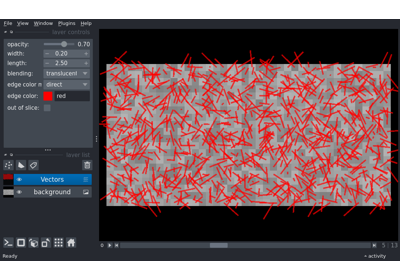 File View Window Plugins Help
layer controls
opacity: 0.70
width: 0.20
length: 2.50
blending: translucent
edge color m direct
edge color: red
out of slice:
layer list
Vectors
background
0 5 13
Ready activity